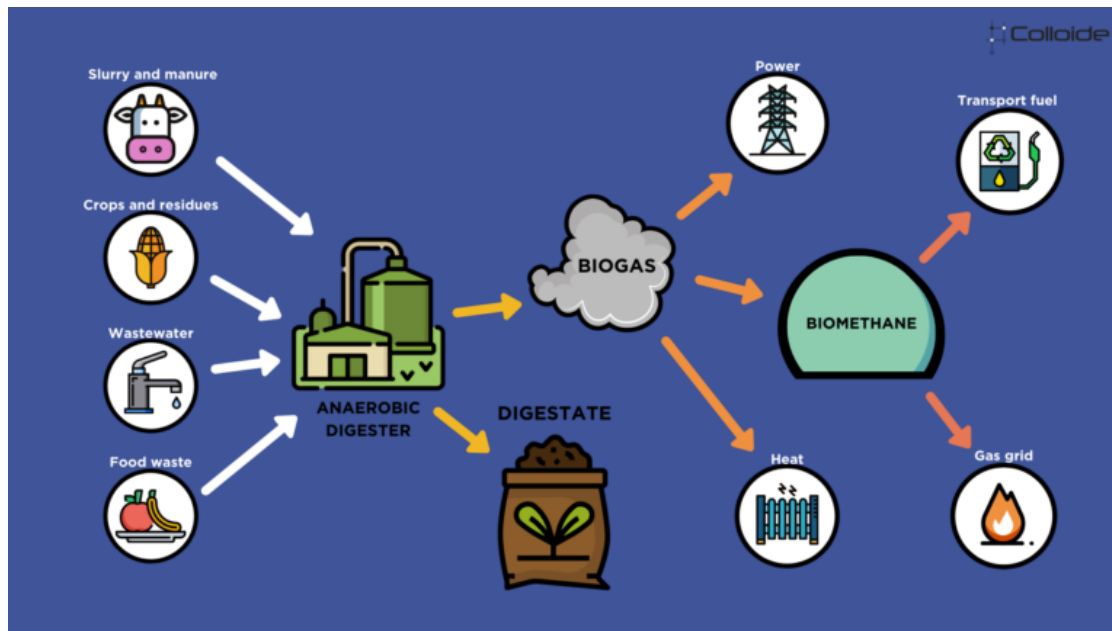 Colloide
Slurry and manure
Power
Transport fuel
Crops and residues
BIOGAS
BIOMETHANE
Wastewater
ANAEROBIC
DIGESTER
DIGESTATE
Food waste
Heat
Gas grid